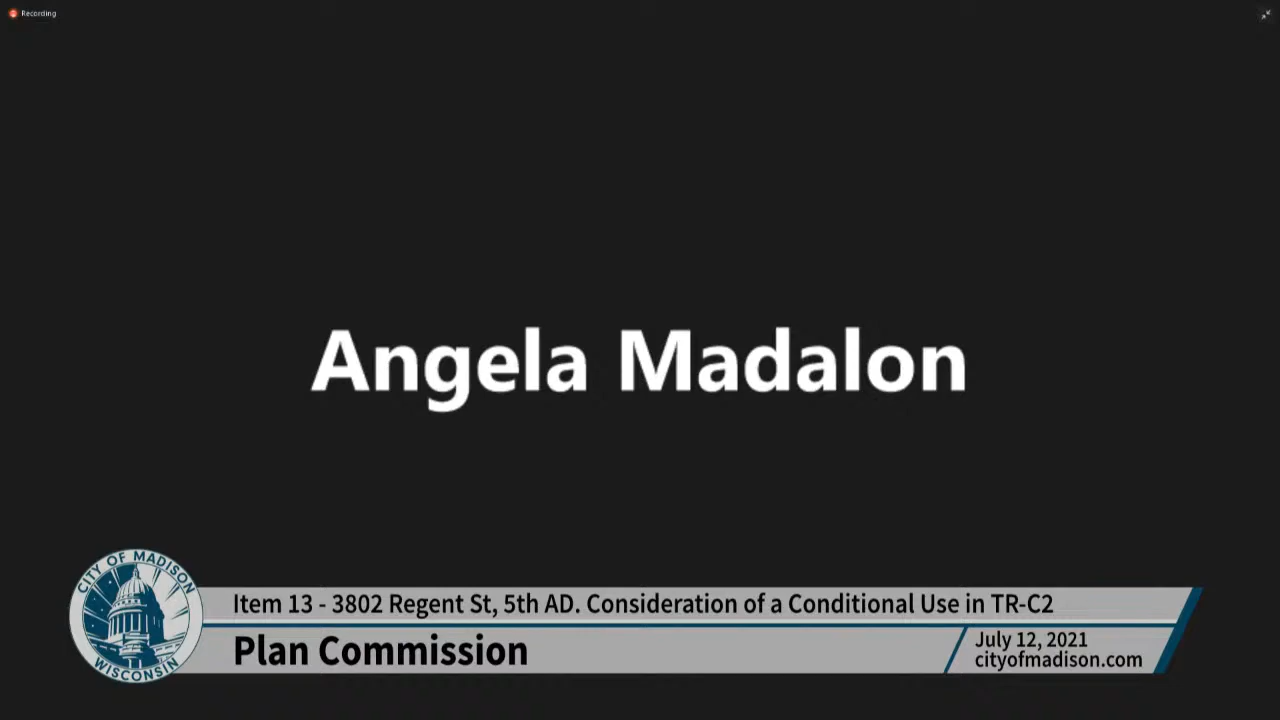 Recording
Angela Madalon
CITY OF MADISON
WISCONSIN
Item 13 - 3802 Regent St, 5th AD. Consideration of a Conditional Use in TR-C2
Plan Commission
July 12, 2021
cityofmadison.com